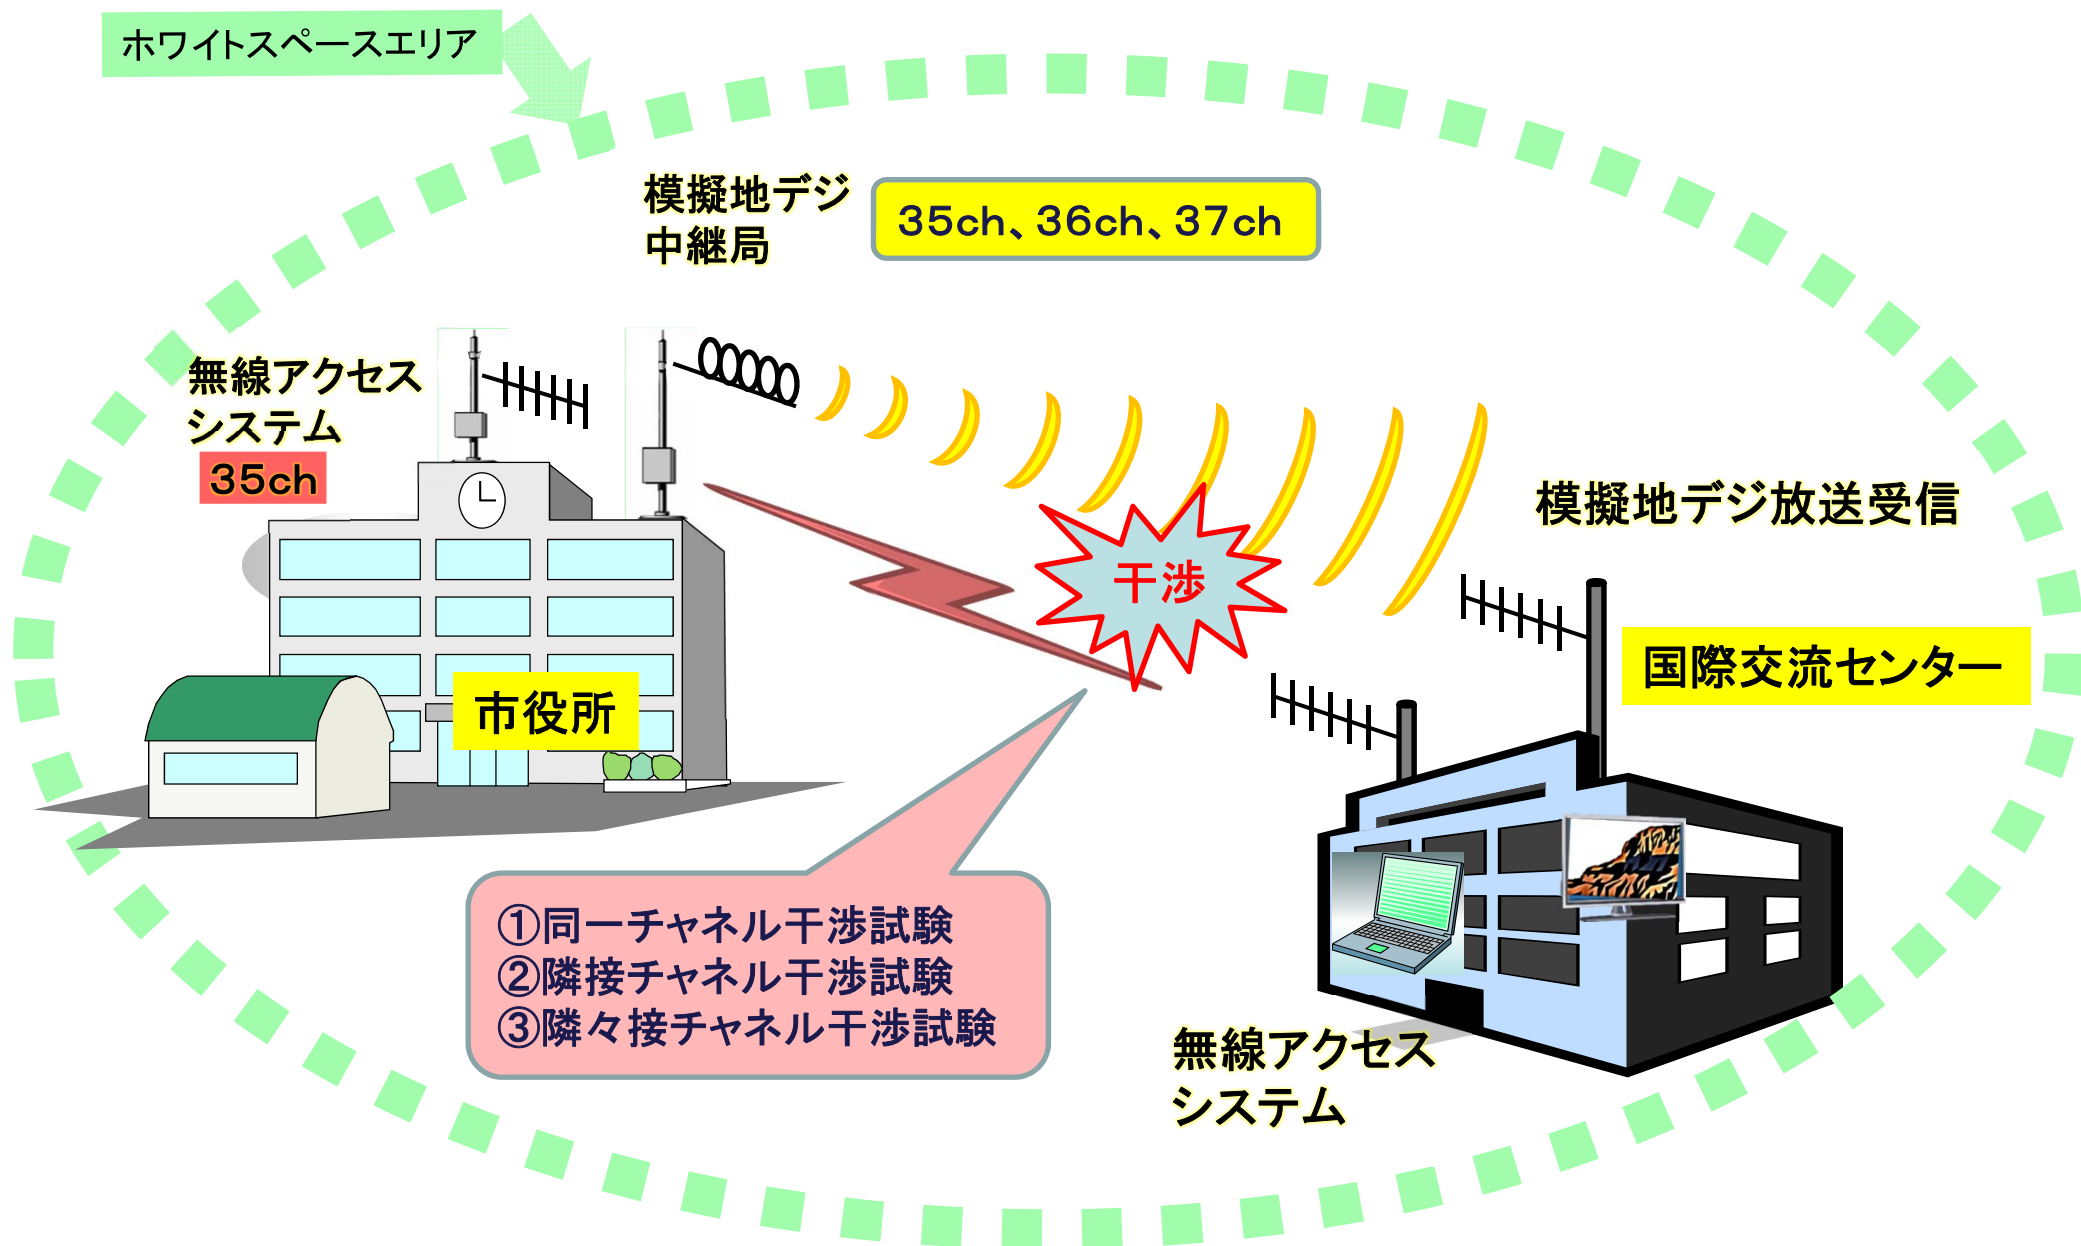 ホワイトスペースエリア
模擬地デジ
中継局
35ch、36ch、37ch
無線アクセス
システム
35ch
模擬地デジ放送受信
干渉
国際交流センター
市役所
①同一チャネル干渉試験
②隣接チャネル干渉試験
③隣々接チャネル干渉試験
無線アクセス
システム